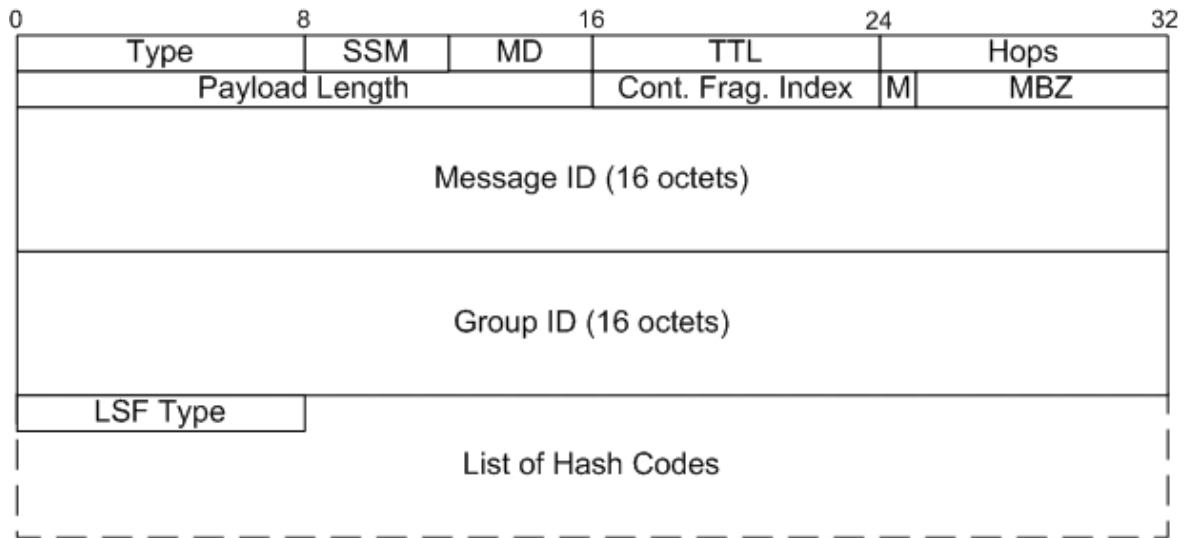 0 8 16 24 32
Type SSM MD TTL Hops
Payload Length Cont. Frag. Index M MBZ
Message ID (16 octets)
Group ID (16 octets)
LSF Type
List of Hash Codes